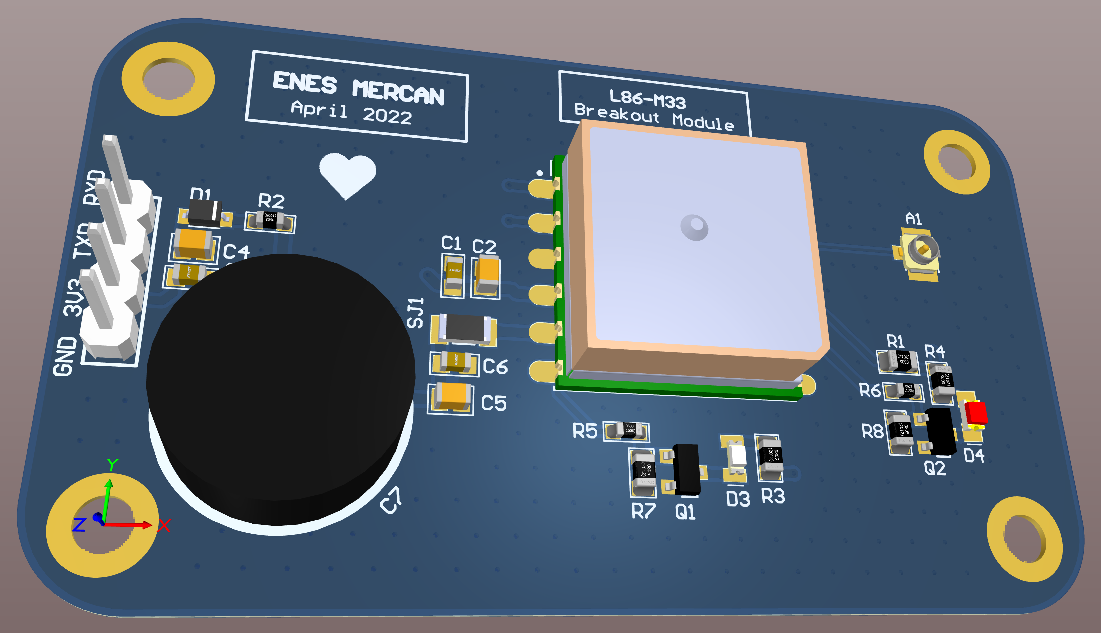 ENES MERCAN
April 2022
L86-M33
Breakout Module
RXD
TXD
3V3
GND
D1
R2
C4
C1
C2
SJ1
C6
C5
C7
A1
R1
R4
R6
R8
Q2
D4
R5
R7
Q1
D3
R3
Y
Z
X